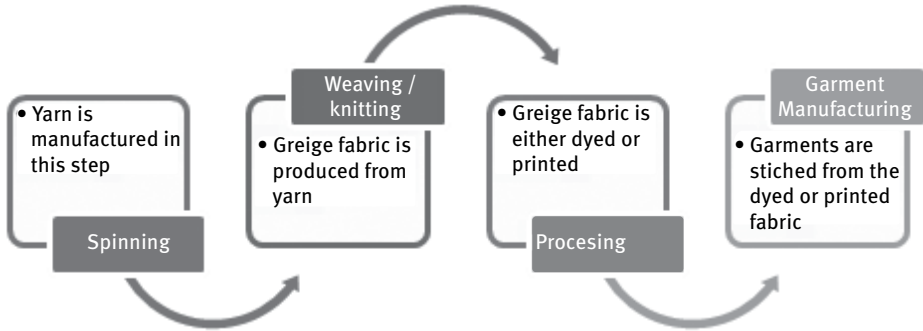 • Yarn is
manufactured in
this step
Spinning
Weaving /
knitting
• Greige fabric is
produced from
yarn
• Greige fabric is
either dyed or
printed
Procesing
Garment
Manufacturing
• Garments are
stiched from the
dyed or printed
fabric